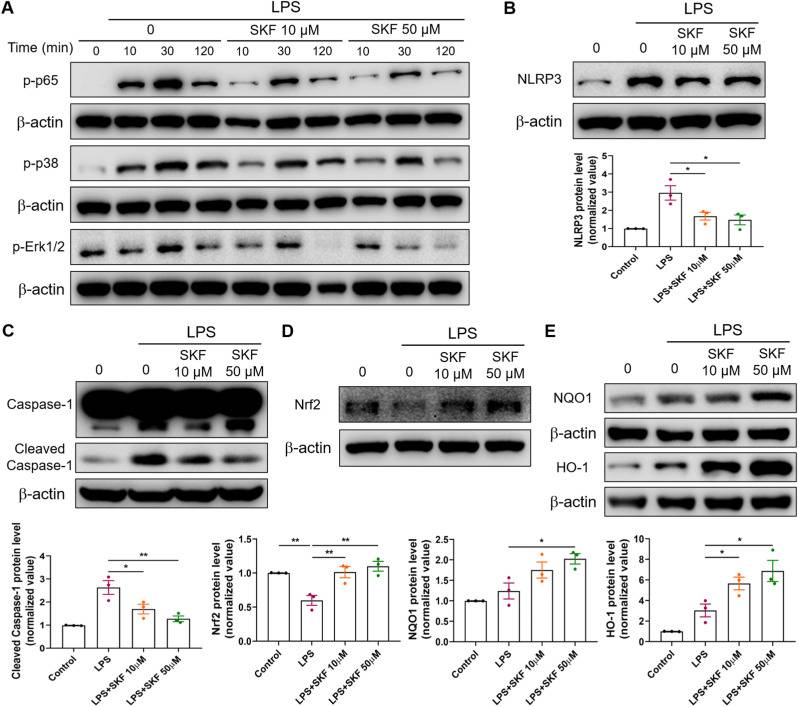 A
LPS
0 SKF 10 μM SKF 50 μM
Time (min) 0 10 30 120 10 30 120 10 30 120
p-p65
β-actin
p-p38
β-actin
p-Erk1/2
β-actin
B
LPS
0 0 SKF 10 μM SKF 50 μM
NLRP3
β-actin
NLRP3 protein level
(normalized value)
5
4
3
2
1
0
* *
Control LPS LPS+SKF 10μM LPS+SKF 50μM
C
LPS
0 0 SKF 10 μM SKF 50 μM
Caspase-1
Cleaved
Caspase-1
β-actin
Cleaved Caspase-1 protein level
(normalized value)
4
3
2
1
0
* **
Control LPS LPS+SKF 10μM LPS+SKF 50μM
D
LPS
0 0 SKF 10 μM SKF 50 μM
Nrf2
β-actin
Nrf2 protein level
(normalized value)
1.5
1.0
0.5
0.0
** ** **
Control LPS LPS+SKF 10μM LPS+SKF 50μM
E
LPS
0 0 SKF 10 μM SKF 50 μM
NQO1
β-actin
HO-1
β-actin
NQO1 protein level
(normalized value)
2.5
2.0
1.5
1.0
0.5
0.0
*
Control LPS LPS+SKF 10μM LPS+SKF 50μM
HO-1 protein level
(normalized value)
10
8
6
4
2
0
* *
Control LPS LPS+SKF 10μM LPS+SKF 50μM